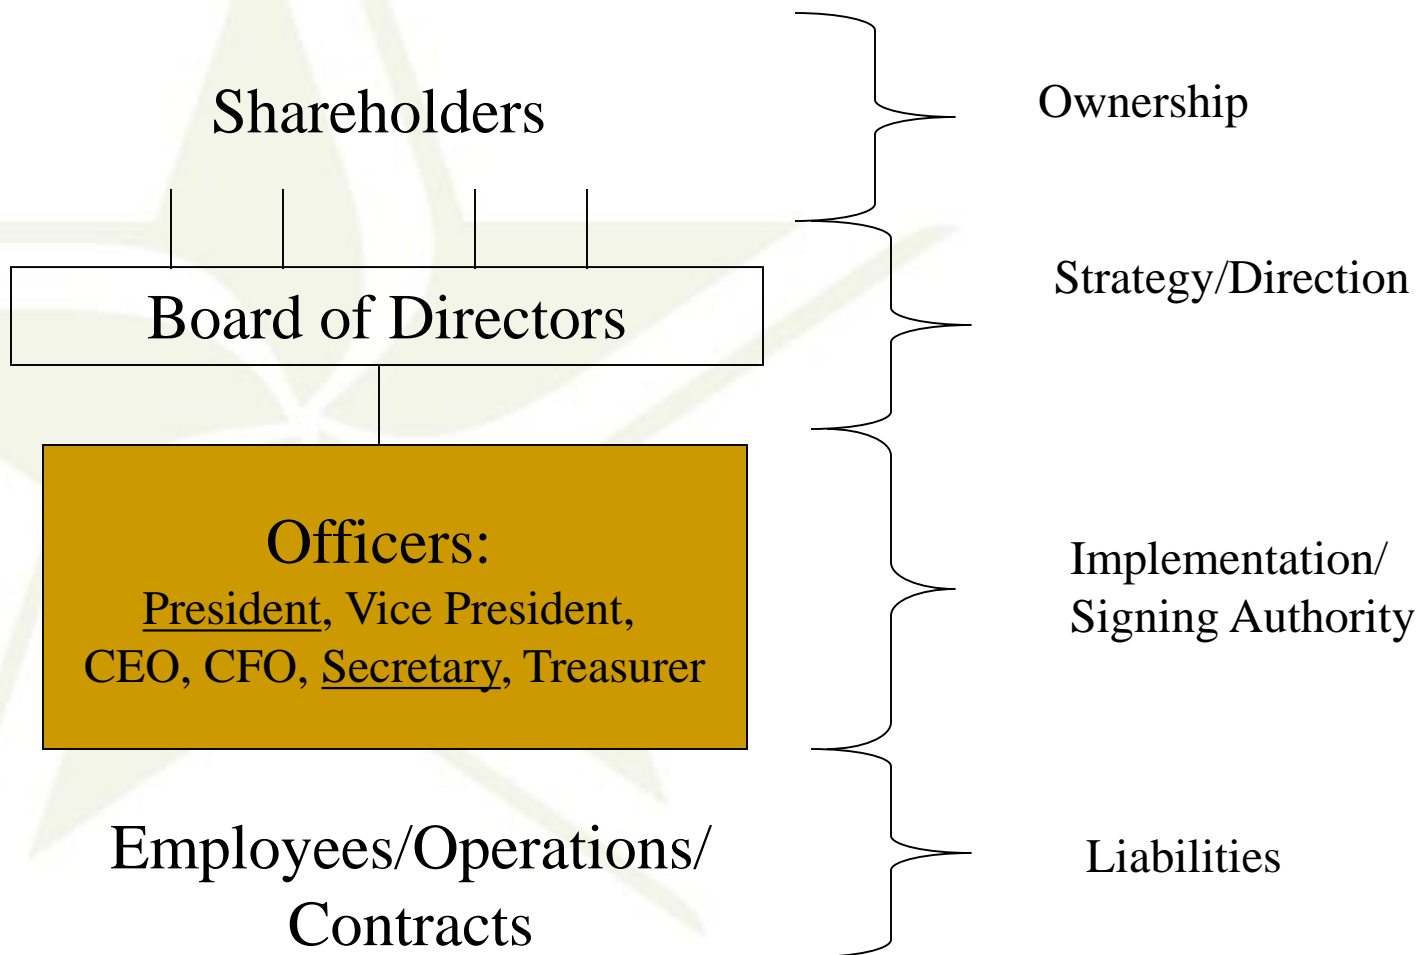 Shareholders
Ownership
Strategy/Direction
Board of Directors
Officers:
President, Vice President,
CEO, CFO, Secretary, Treasurer
Implementation/
Signing Authority
Employees/Operations/
Contracts
Liabilities